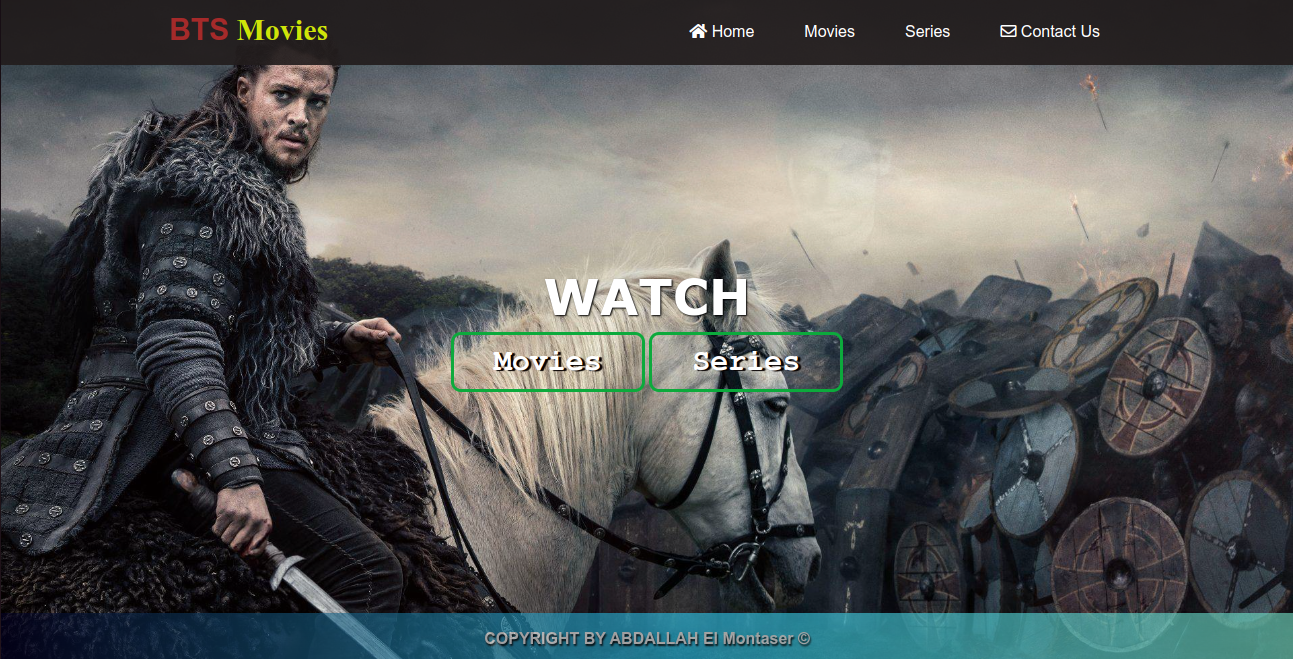 BTS Movies
Home Movies Series Contact Us
WATCH
Movies Series
COPYRIGHT BY ABDALLAH El Montaser ©